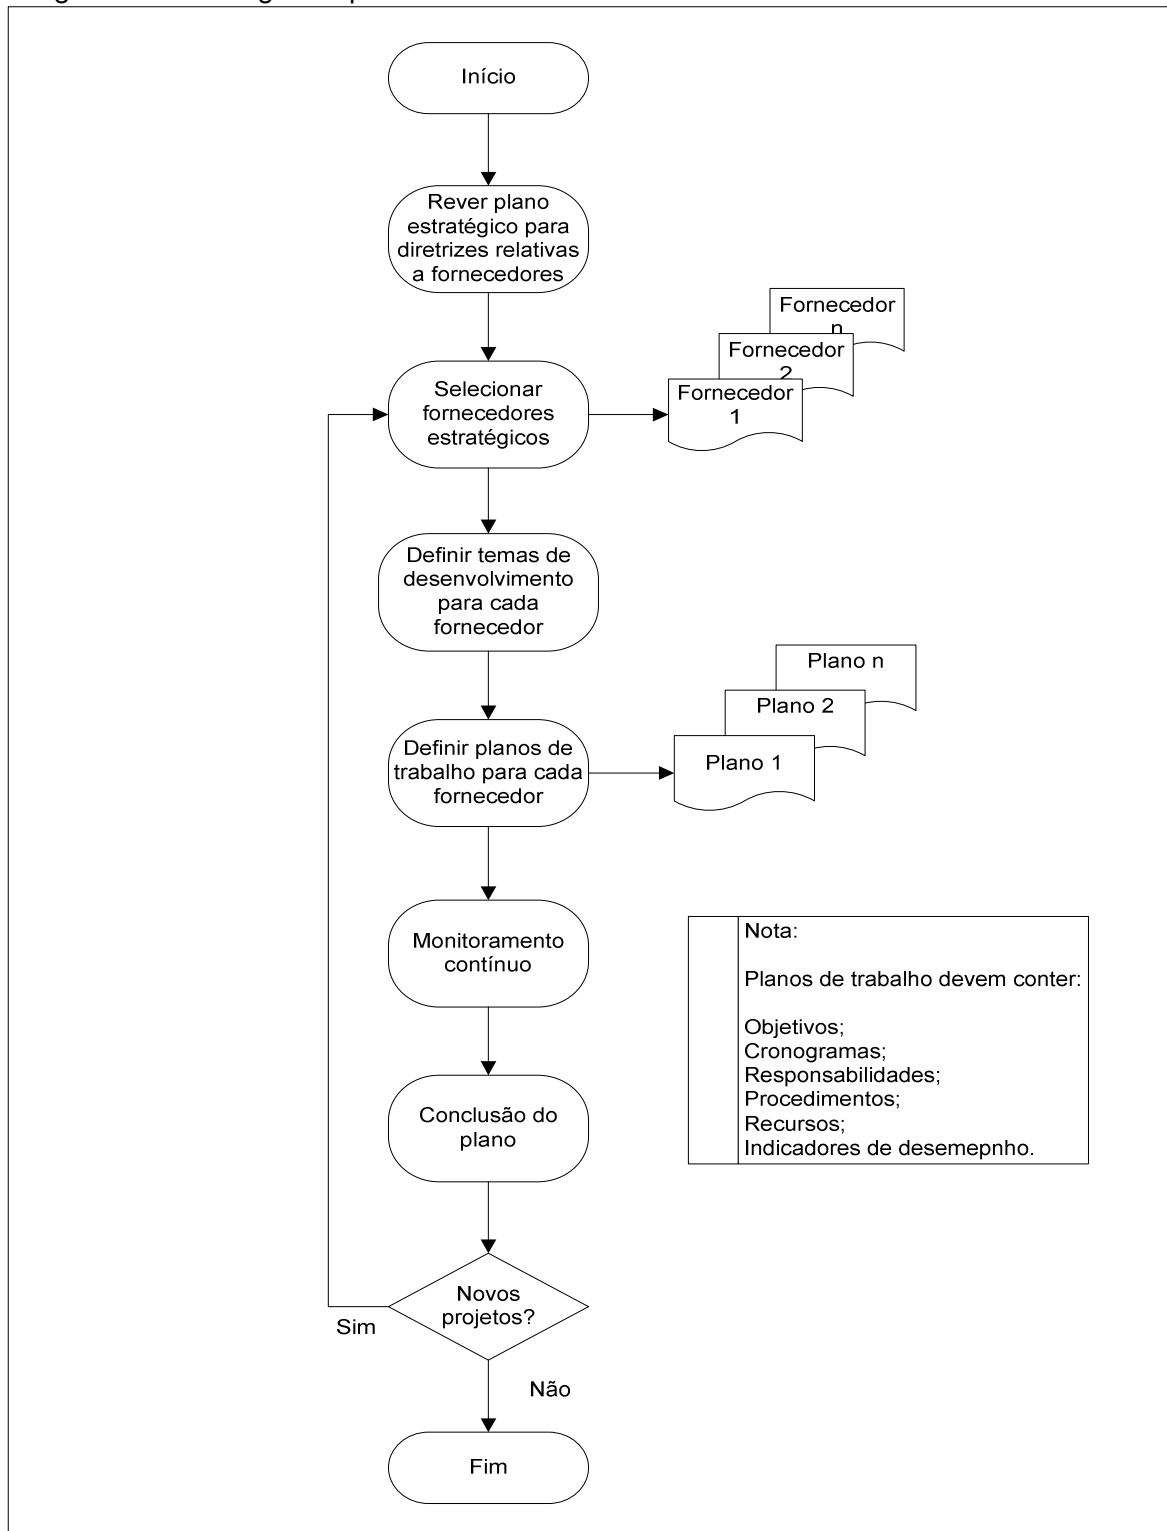 Início
Rever plano
estratégico para
diretrizes relativas
a fornecedores
Fornecedor
n
Fornecedor
2
Fornecedor
1
Selecionar
fornecedores
estratégicos
Definir temas de
desenvolvimento
para cada
fornecedor
Plano n
Plano 2
Plano 1
Definir planos de
trabalho para cada
fornecedor
Monitoramento
contínuo
Nota:
Planos de trabalho devem conter:
Objetivos;
Cronogramas;
Responsabilidades;
Procedimentos;
Recursos;
Indicadores de desemepnho.
Conclusão do
plano
Novos
projetos?
Sim
Não
Fim